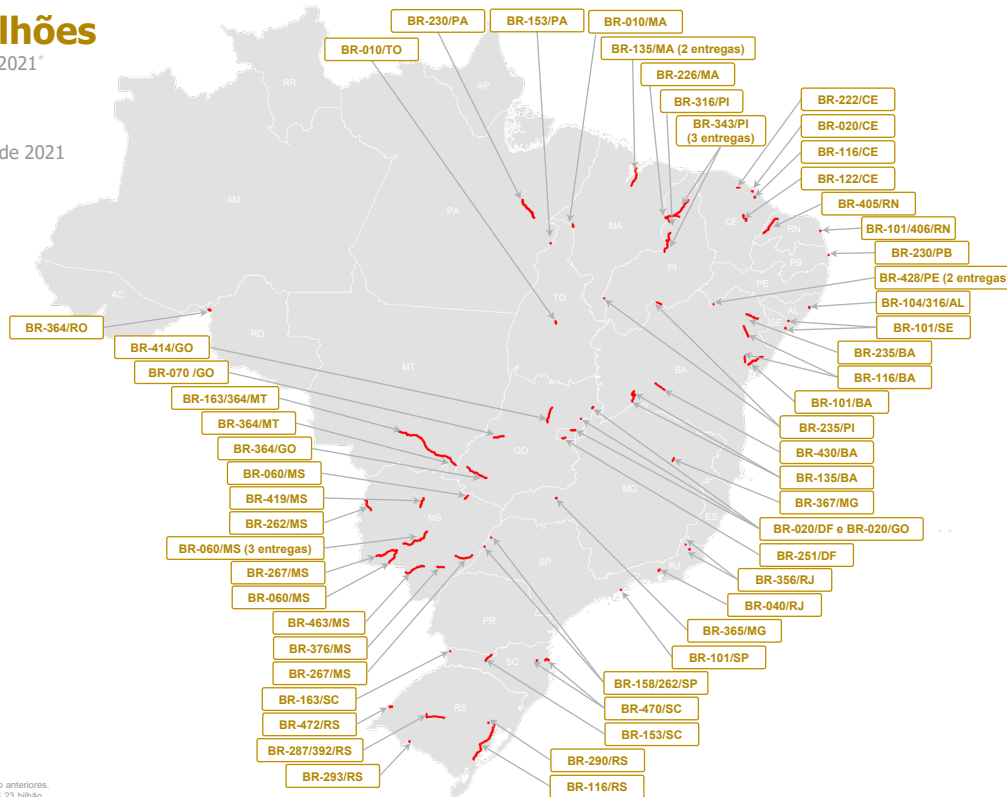 lhões
2021*
de 2021
BR-230/PA
BR-153/PA
BR-010/MA
BR-010/TO
BR-135/MA (2 entregas)
BR-226/MA
BR-316/PI
BR-343/PI
(3 entregas)
BR-222/CE
BR-020/CE
BR-116/CE
BR-122/CE
BR-405/RN
BR-101/406/RN
BR-230/PB
BR-428/PE (2 entregas
BR-104/316/AL
BR-101/SE
BR-235/BA
BR-116/BA
BR-101/BA
BR-235/PI
BR-430/BA
BR-135/BA
BR-367/MG
BR-020/DF e BR-020/GO
BR-251/DF
BR-356/RJ
BR-040/RJ
BR-365/MG
BR-101/SP
BR-158/262/SP
BR-470/SC
BR-153/SC
BR-290/RS
BR-116/RS
BR-364/RO
BR-414/GO
BR-070 /GO
BR-163/364/MT
BR-364/MT
BR-364/GO
BR-060/MS
BR-419/MS
BR-262/MS
BR-060/MS (3 entregas)
BR-267/MS
BR-060/MS
BR-463/MS
BR-376/MS
BR-267/MS
BR-163/SC
BR-472/RS
BR-287/392/RS
BR-293/RS
RR
AP
AM
PA
MA
CE
RN
PB
PE
AL
SE
PI
AC
RO
TO
MT
BA
GO
MG
ES
MS
SP
RJ
PR
SC
RS
o anteriores.
1,23 bilhão